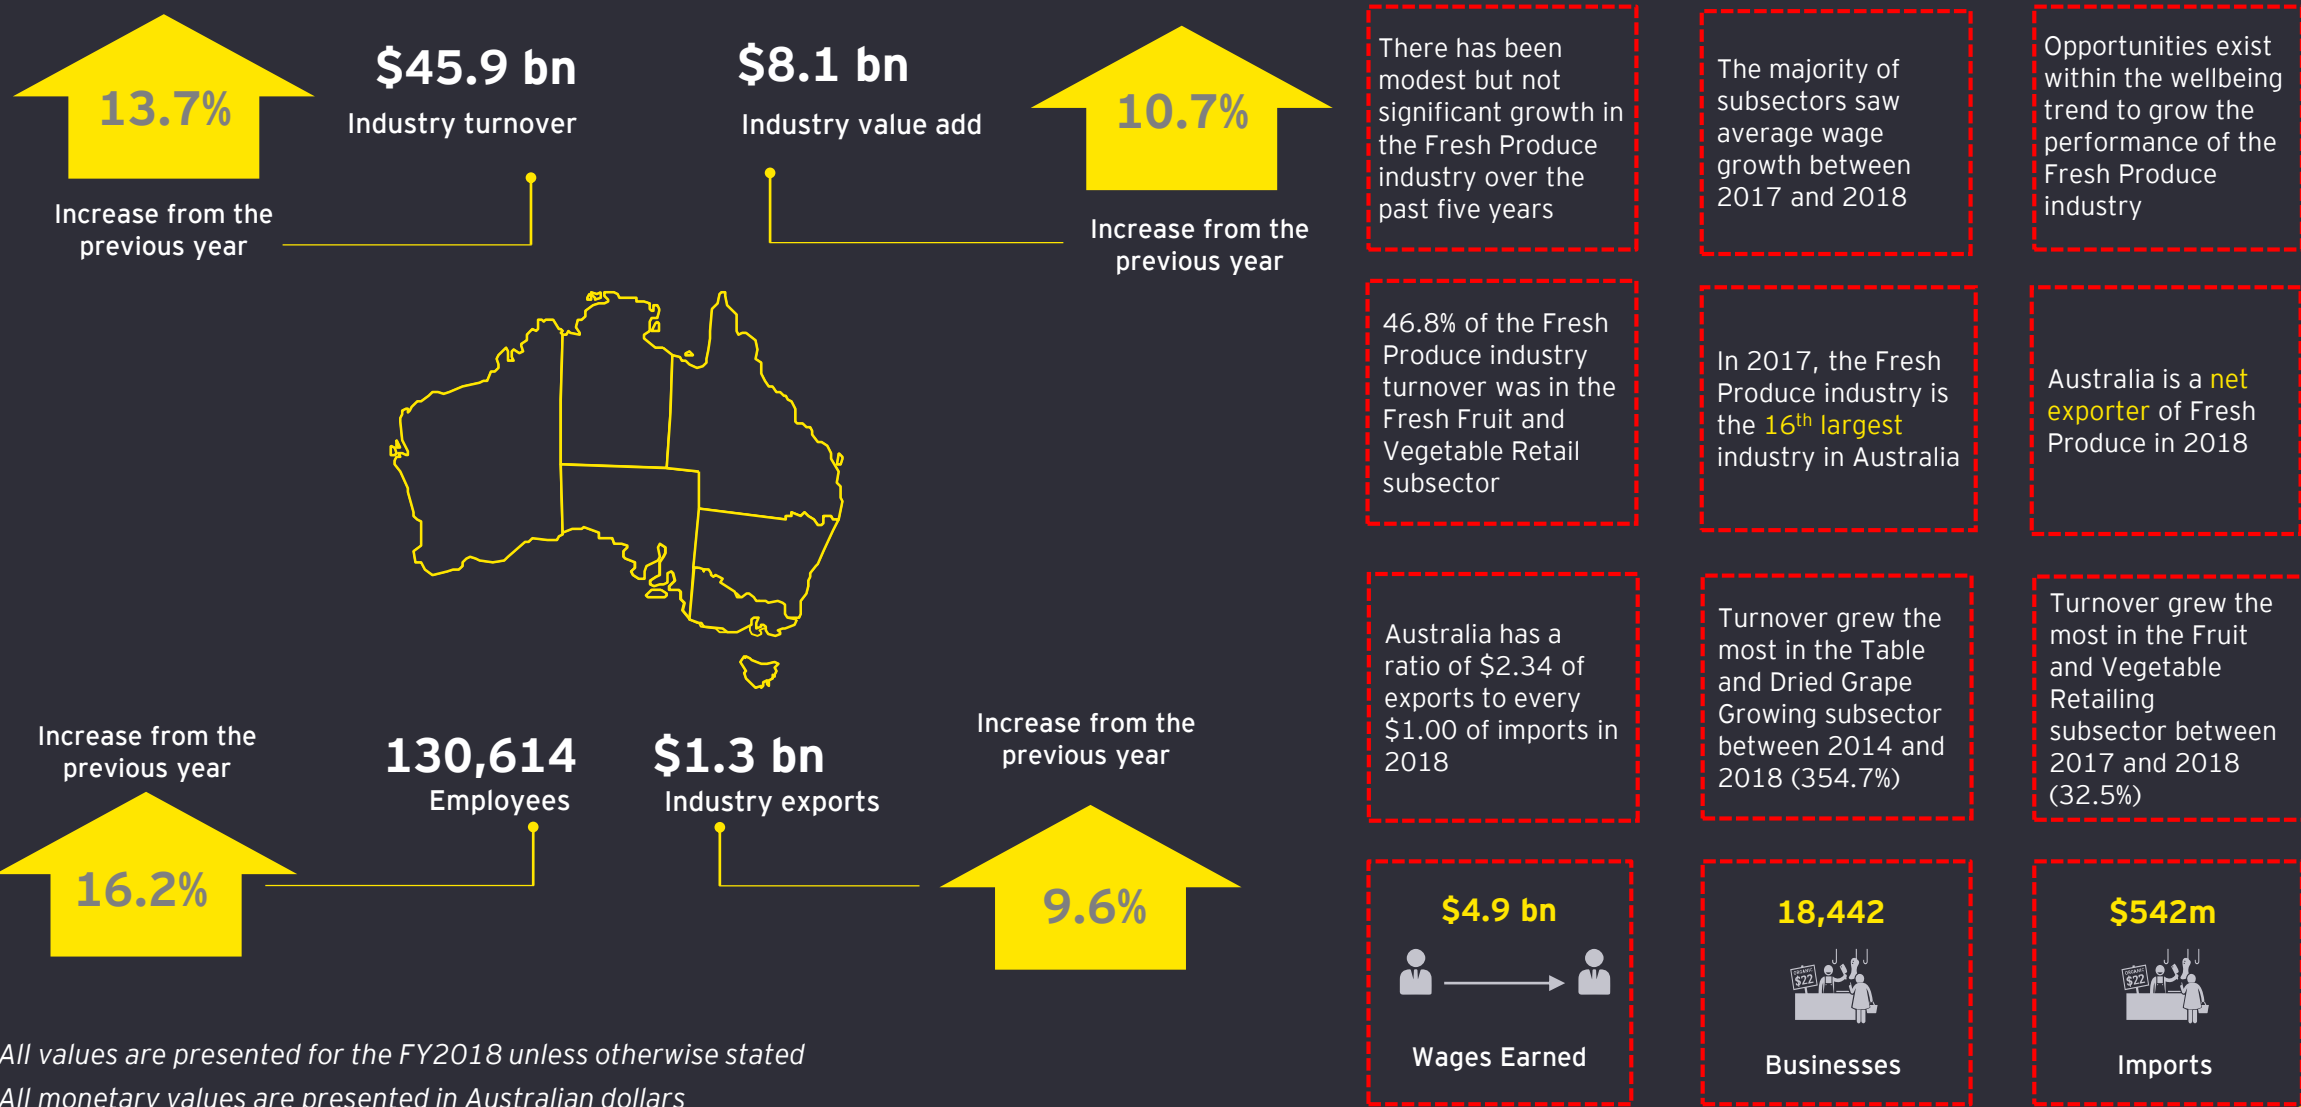 13.7%
Increase from the
previous year
$45.9 bn
Industry turnover
$8.1 bn
Industry value add
10.7%
Increase from the
previous year
Increase from the
previous year
16.2%
130,614
Employees
$1.3 bn
Industry exports
Increase from the
previous year
9.6%
All values are presented for the FY2018 unless otherwise stated
All monetary values are presented in Australian dollars
There has been
modest but not
significant growth in
the Fresh Produce
industry over the
past five years
The majority of
subsectors saw
average wage
growth between
2017 and 2018
Opportunities exist
within the wellbeing
trend to grow the
performance of the
Fresh Produce
industry
46.8% of the Fresh
Produce industry
turnover was in the
Fresh Fruit and
Vegetable Retail
subsector
In 2017, the Fresh
Produce industry is
the 16th largest
industry in Australia
Australia is a net
exporter of Fresh
Produce in 2018
Australia has a
ratio of $2.34 of
exports to every
$1.00 of imports in
2018
Turnover grew the
most in the Table
and Dried Grape
Growing subsector
between 2014 and
2018 (354.7%)
Turnover grew the
most in the Fruit
and Vegetable
Retailing
subsector between
2017 and 2018
(32.5%)
$4.9 bn
Wages Earned
18,442
ORGANIC
$22
Businesses
$542m
ORGANIC
$22
Imports